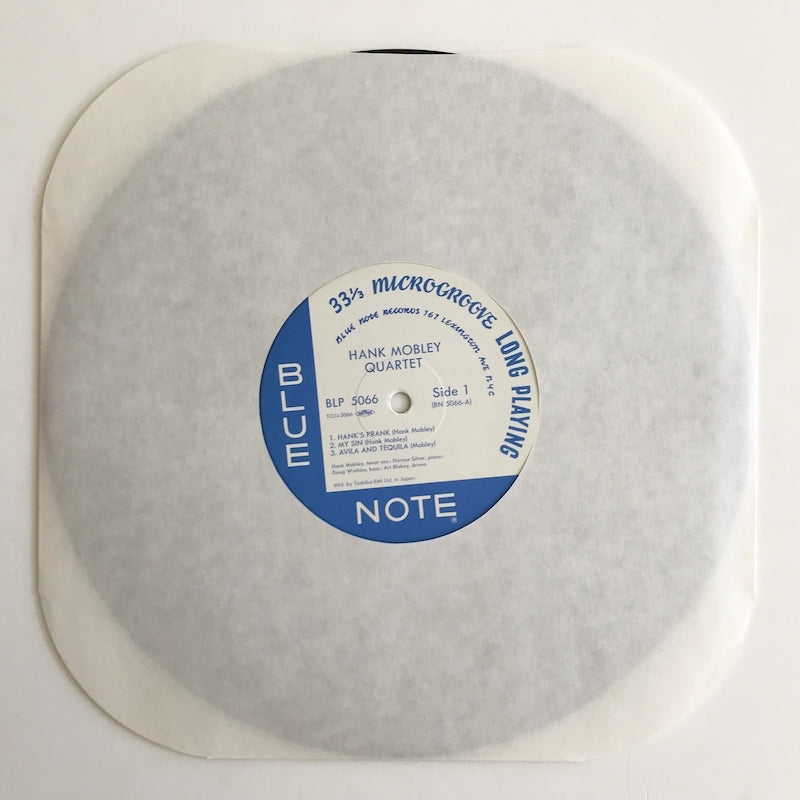 33⅓ MICROGROOVE LONG PLAYING
BLUE NOTE RECORDS 767 LEXINGTON AVE NYC
HANK MOBLEY
QUARTET
BLP 5066
Side 1
TOJJ-5066
(BN 5066-A)
1. HANK'S PRANK (Hank Mobley)
2. MY SIN (Hank Mobley)
3. AVILA AND TEQUILA (Mobley)
Hank Mobley, tenor sax; Horace Silver, piano;
Doug Watkins, bass; Art Blakey, drums.
Mfd. by Toshiba-EMI Ltd. in Japan.
BLUE
NOTE®